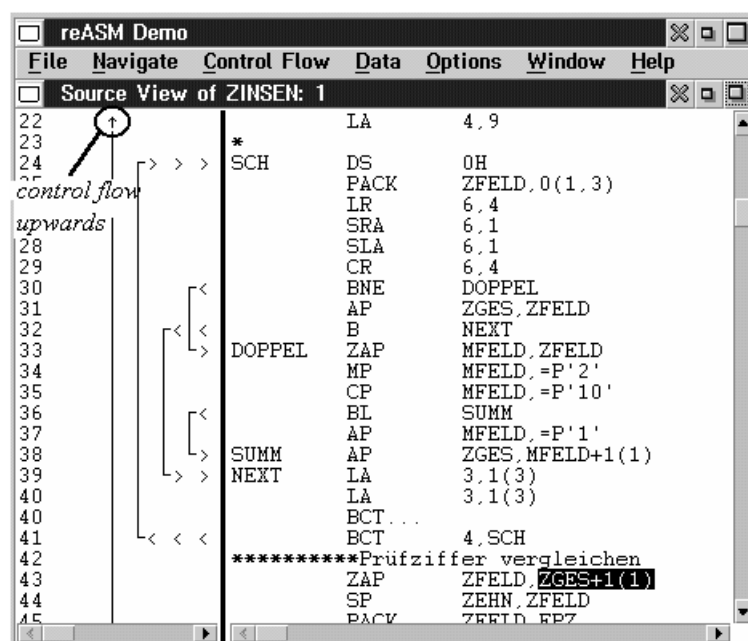 reASM Demo
File Navigate Control Flow Data Options Window Help
Source View of ZINSEN: 1
22 LA 4,9
23 *
24 SCH DS 0H
control flow
PACK ZFELD,0(1,3)
LR 6,4
upwards
SRA 6,1
28 SLA 6,1
29 CR 6,4
30 BNE DOPPEL
31 AP ZGES,ZFELD
32 B NEXT
33 DOPPEL ZAP MFELD,ZFELD
34 MP MFELD,=P'2'
35 CP MFELD,=P'10'
36 BL SUMM
37 AP MFELD,=P'1'
38 SUMM AP ZGES,MFELD+1(1)
39 NEXT LA 3,1(3)
40 LA 3,1(3)
40 BCT...
41 BCT 4,SCH
42 **********Prüfziffer vergleichen
43 ZAP ZFELD,ZGES+1(1)
44 SP ZEHN,ZFELD
45 PACK ZFELD,EPZ